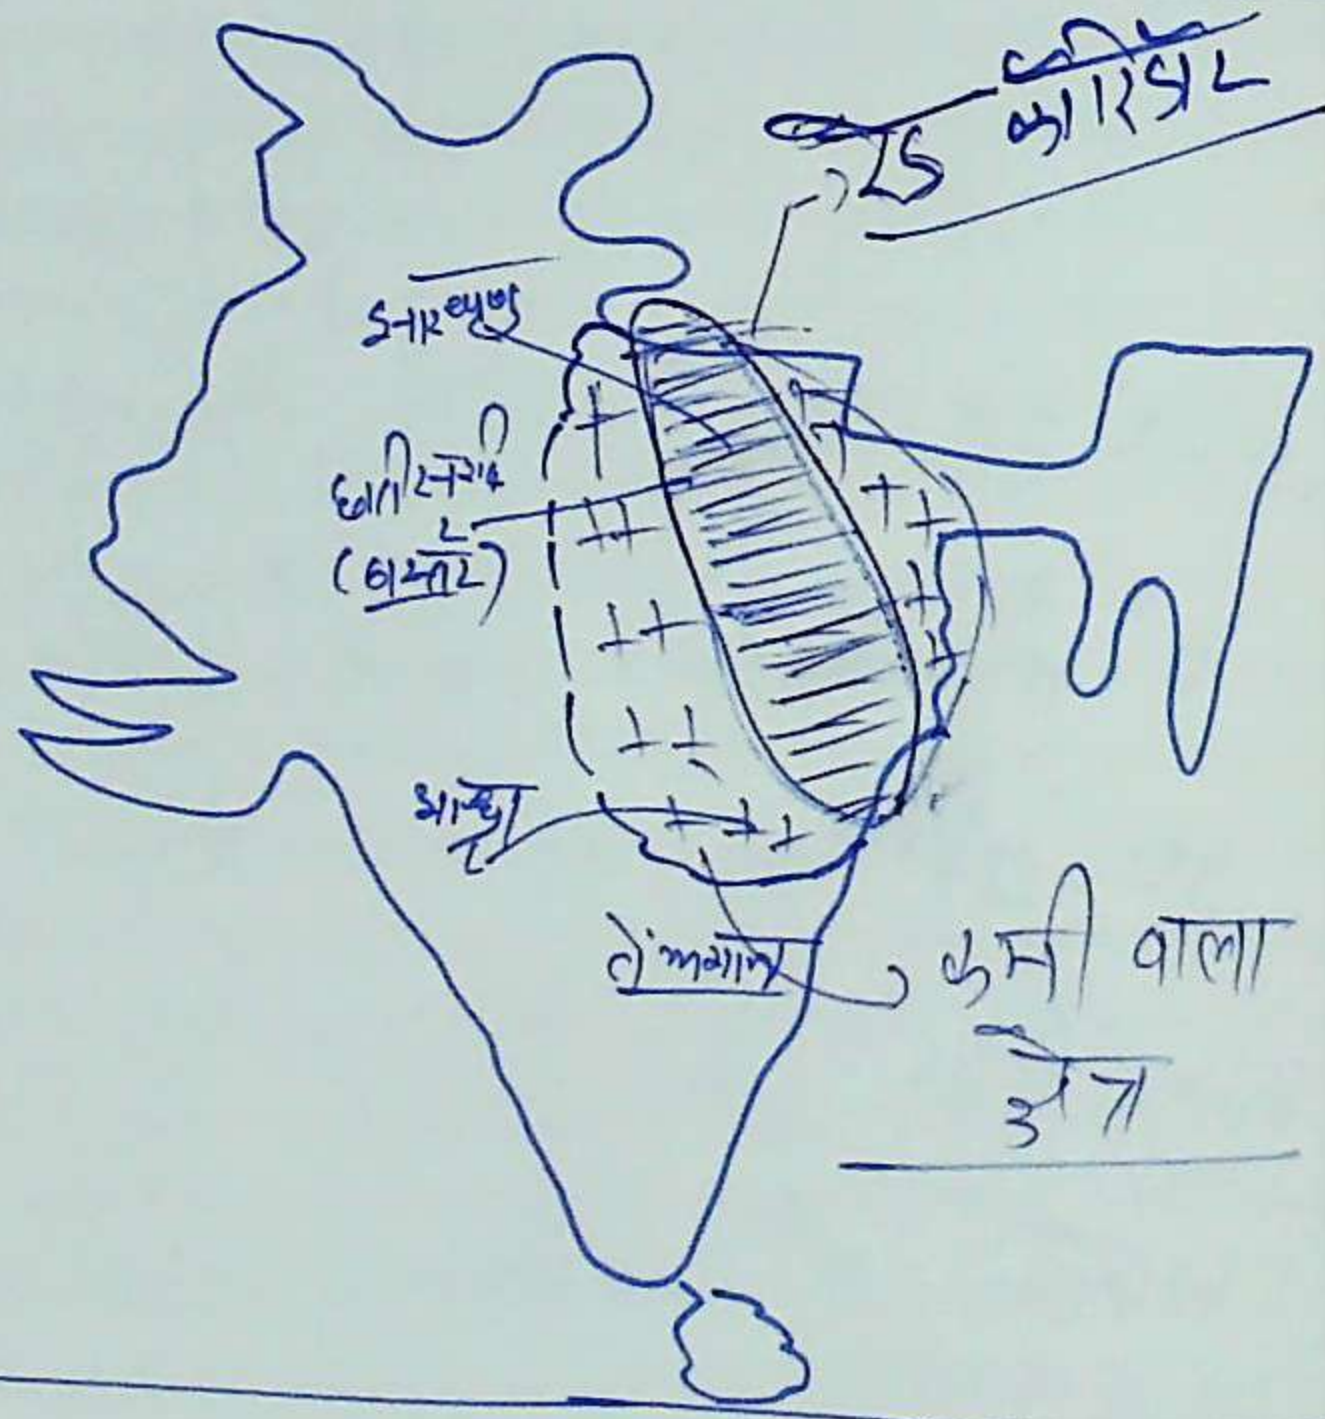 रेड
कारिडोर
झारखण्ड
छत्तीसगढ़
(बस्तर)
आन्ध्रा
तेलंगाना
कमी वाला
क्षेत्र